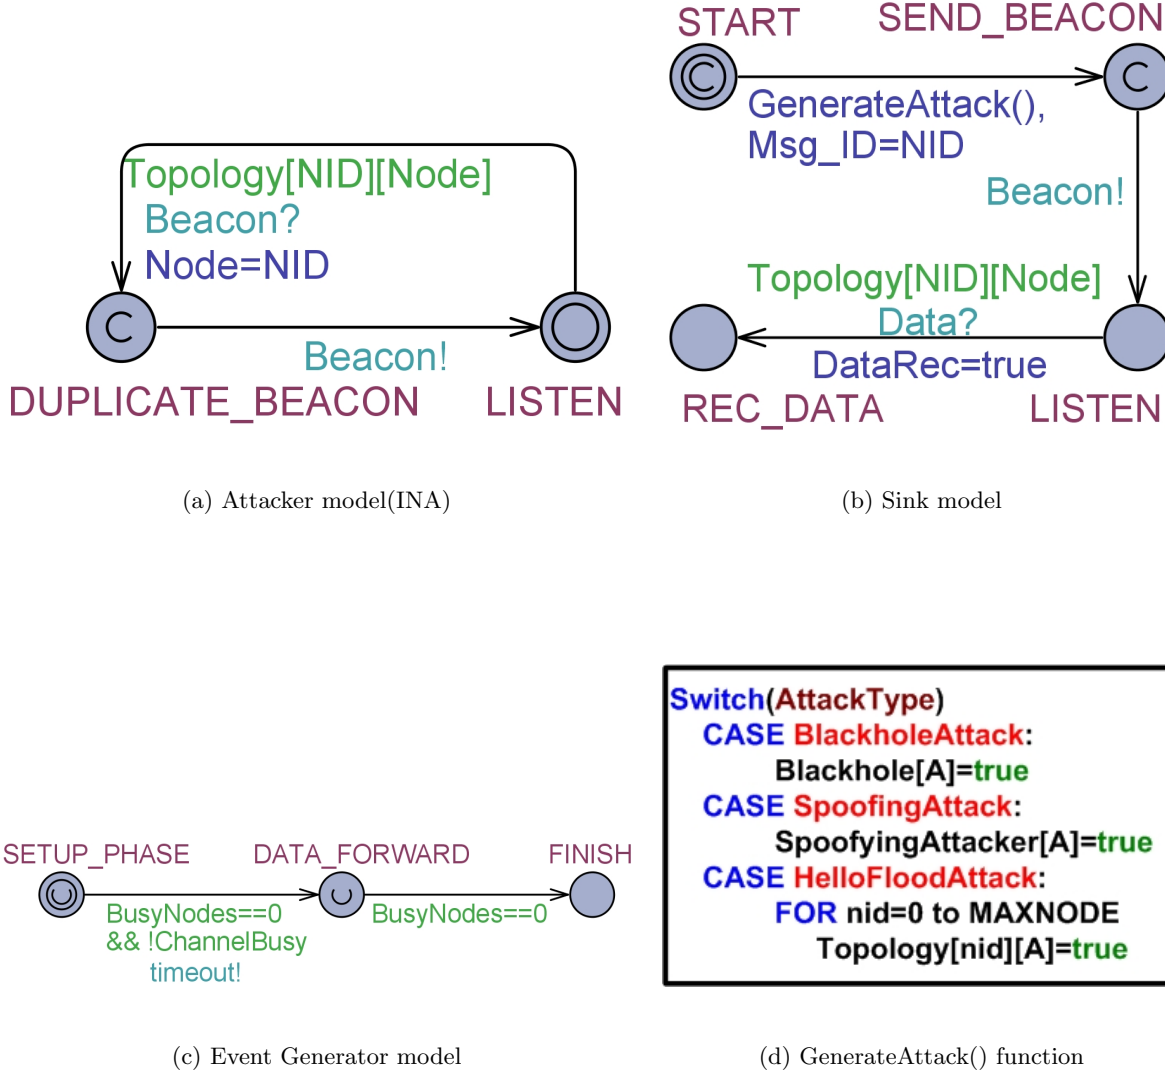 Topology[NID][Node]
Beacon?
Node=NID
C
Beacon!
DUPLICATE_BEACON
LISTEN
(a) Attacker model(INA)
START
SEND_BEACON
C
C
GenerateAttack(),
Msg_ID=NID
Beacon!
Topology[NID][Node]
Data?
DataRec=true
REC_DATA
LISTEN
(b) Sink model
SETUP_PHASE
DATA_FORWARD
FINISH
U
U
BusyNodes==0
&& !ChannelBusy
timeout!
BusyNodes==0
(c) Event Generator model
Switch(AttackType)
CASE BlackholeAttack:
Blackhole[A]=true
CASE SpoofingAttack:
SpoofyingAttacker[A]=true
CASE HelloFloodAttack:
FOR nid=0 to MAXNODE
Topology[nid][A]=true
(d) GenerateAttack() function